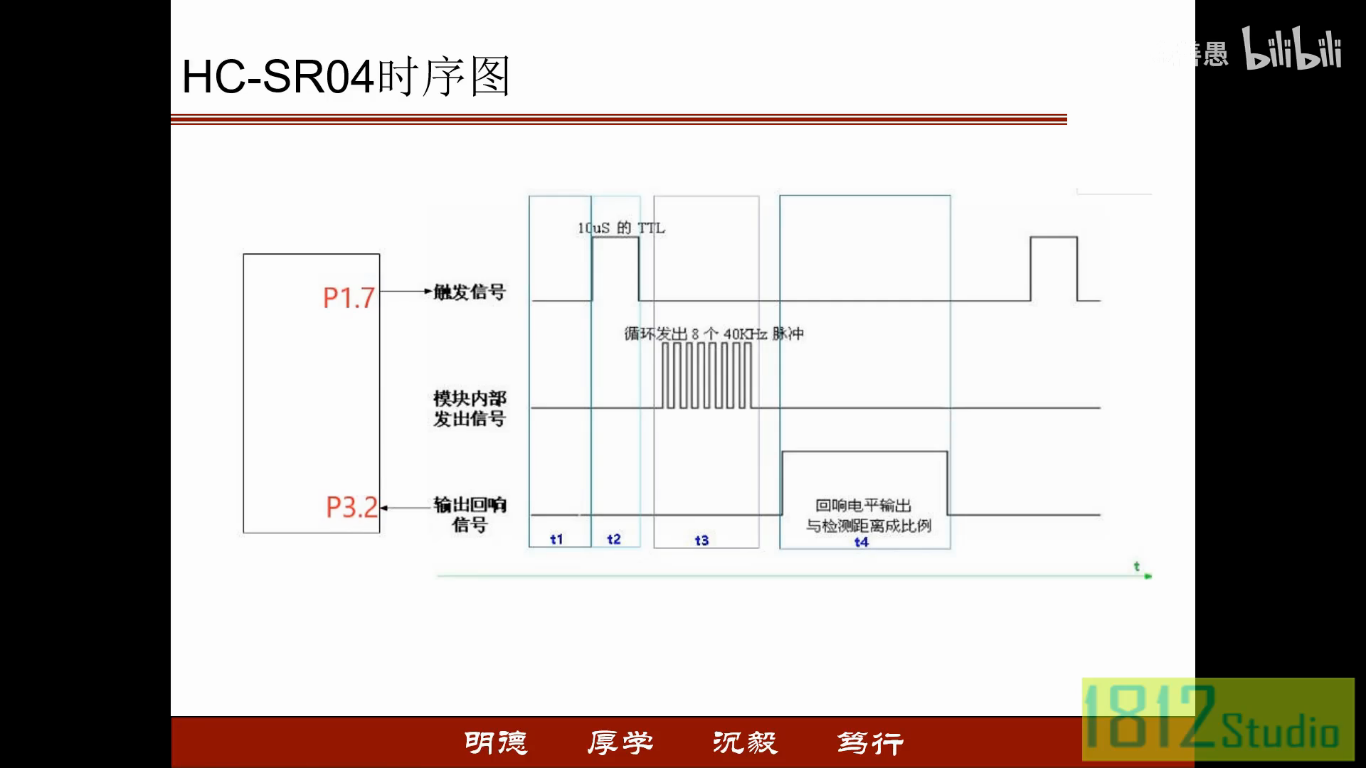 HC-SR04时序图
愚 bilibili
10uS 的 TTL
P1.7
触发信号
循环发出 8 个 40KHz 脉冲
模块内部
发出信号
P3.2
输出回响
信号
回响电平输出
与检测距离成比例
t1 t2 t3 t4
t
明德 厚学 沉毅 笃行
1812 Studio